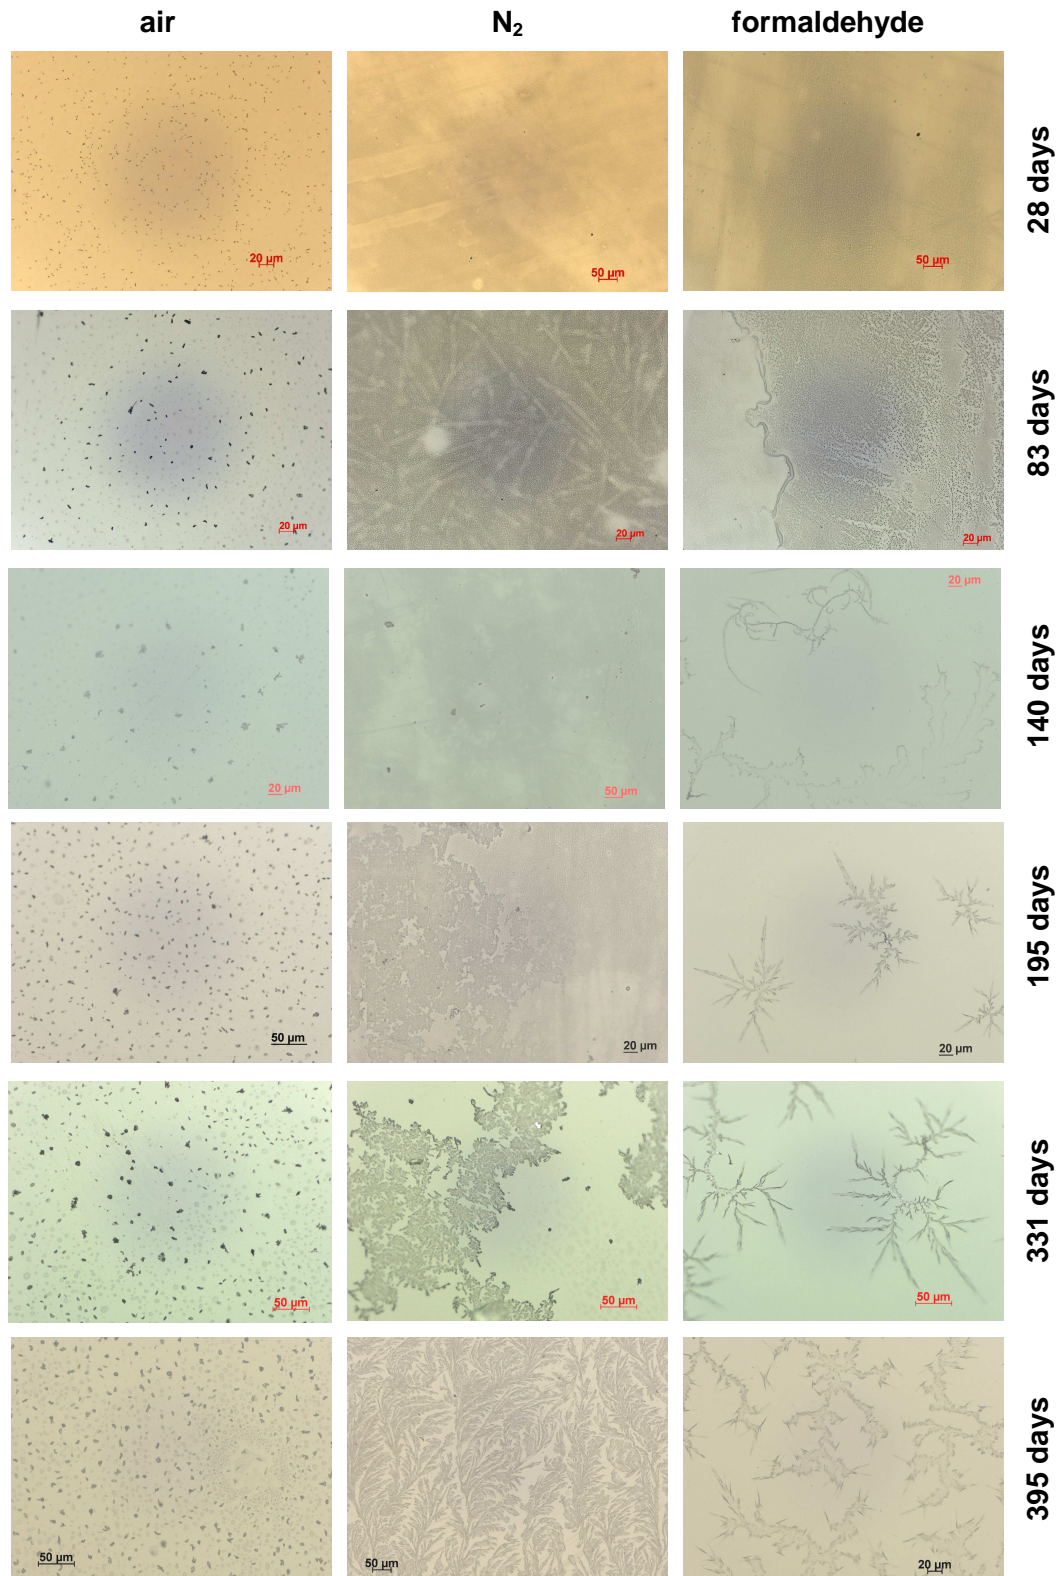 air N₂ formaldehyde
20 µm 50 µm 50 µm 28 days
20 µm 20 µm 20 µm 83 days
20 µm 50 µm 20 µm 140 days
50 µm 20 µm 20 µm 195 days
50 µm 50 µm 50 µm 331 days
50 µm 50 µm 20 µm 395 days